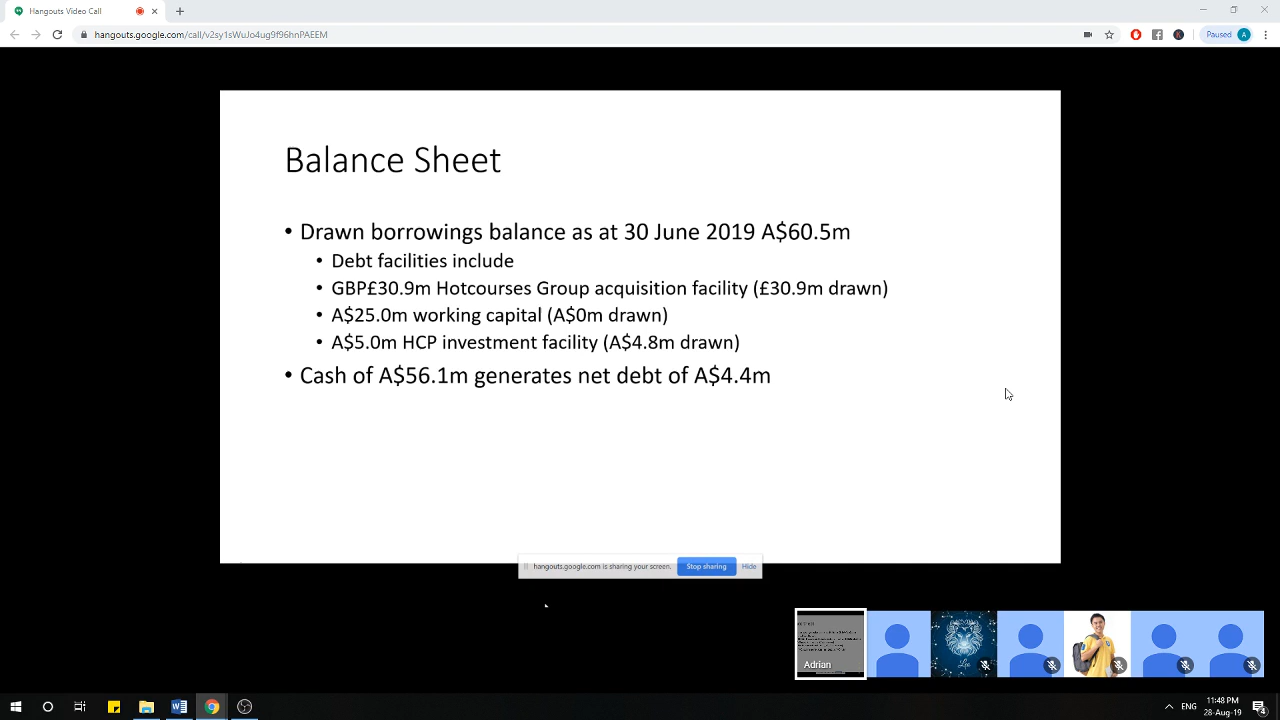 Hangouts Video Call
hangouts.google.com/call/v2sy1sWuJo4ug9f96hnPAEEM
Paused
A
Balance Sheet
• Drawn borrowings balance as at 30 June 2019 A$60.5m
• Debt facilities include
• GBP£30.9m Hotcourses Group acquisition facility (£30.9m drawn)
• A$25.0m working capital (A$0m drawn)
• A$5.0m HCP investment facility (A$4.8m drawn)
• Cash of A$56.1m generates net debt of A$4.4m
hangouts.google.com is sharing your screen.
Stop sharing
Hide
Adrian
Leo
ENG
11:48 PM
28-Aug-19